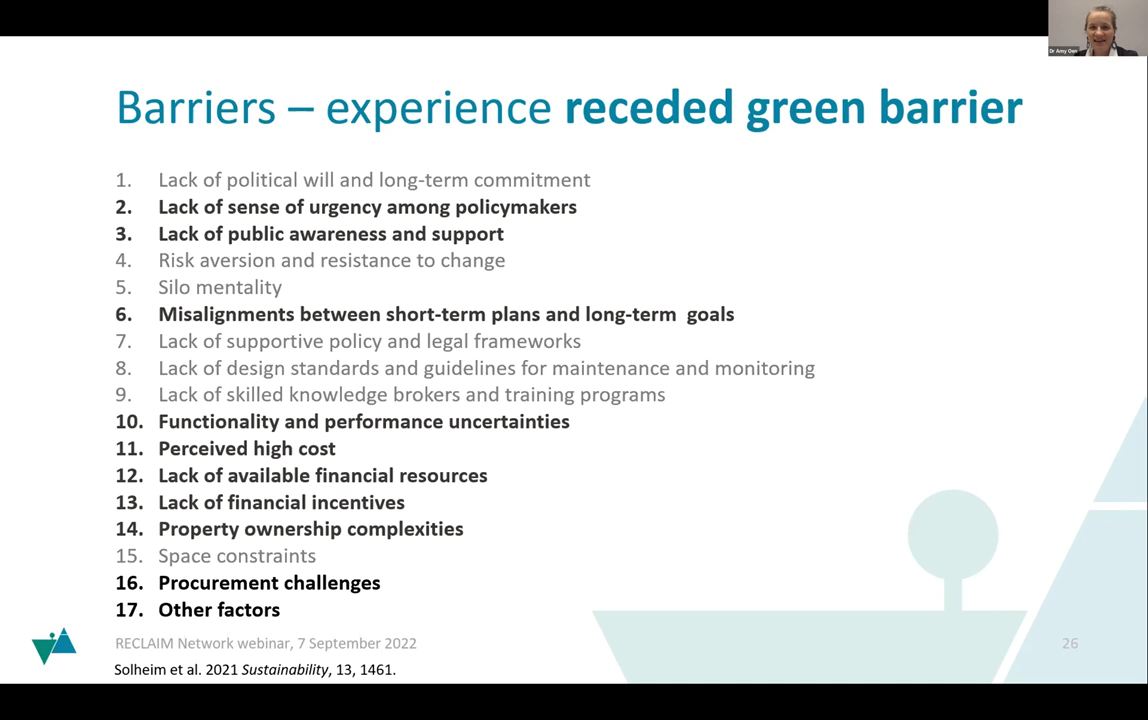 Dr Amy Oen
Barriers – experience receded green barrier
1. Lack of political will and long-term commitment
2. Lack of sense of urgency among policymakers
3. Lack of public awareness and support
4. Risk aversion and resistance to change
5. Silo mentality
6. Misalignments between short-term plans and long-term goals
7. Lack of supportive policy and legal frameworks
8. Lack of design standards and guidelines for maintenance and monitoring
9. Lack of skilled knowledge brokers and training programs
10. Functionality and performance uncertainties
11. Perceived high cost
12. Lack of available financial resources
13. Lack of financial incentives
14. Property ownership complexities
15. Space constraints
16. Procurement challenges
17. Other factors
RECLAIM Network webinar, 7 September 2022
26
Solheim et al. 2021 Sustainability, 13, 1461.